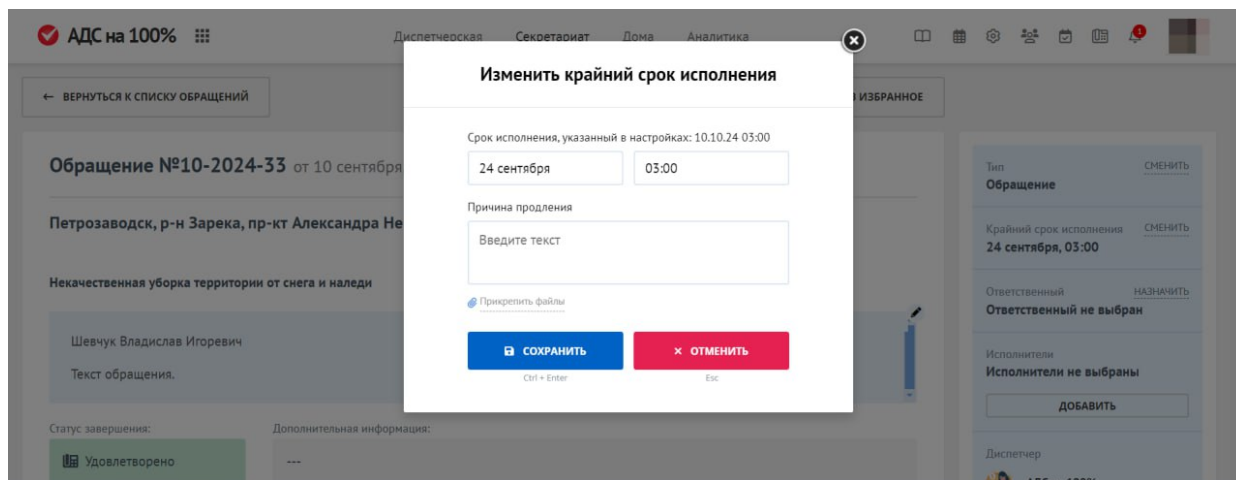 АДС на 100%
Диспетчерская Секретариат Дома Аналитика
1
← ВЕРНУТЬСЯ К СПИСКУ ОБРАЩЕНИЙ
ИЗБРАННОЕ
Изменить крайний срок исполнения
Срок исполнения, указанный в настройках: 10.10.24 03:00
24 сентября 03:00
Причина продления
Введите текст
Прикрепить файлы
СОХРАНИТЬ
× ОТМЕНИТЬ
Ctrl + Enter
Esc
Обращение №10-2024-33 от 10 сентября
Петрозаводск, р-н Зарека, пр-кт Александра Не
Некачественная уборка территории от снега и наледи
Шевчук Владислав Игоревич
Текст обращения.
Статус завершения:
Дополнительная информация:
Удовлетворено
---
Тип СМЕНИТЬ
Обращение
Крайний срок исполнения СМЕНИТЬ
24 сентября, 03:00
Ответственный НАЗНАЧИТЬ
Ответственный не выбран
Исполнители
Исполнители не выбраны
ДОБАВИТЬ
Диспетчер